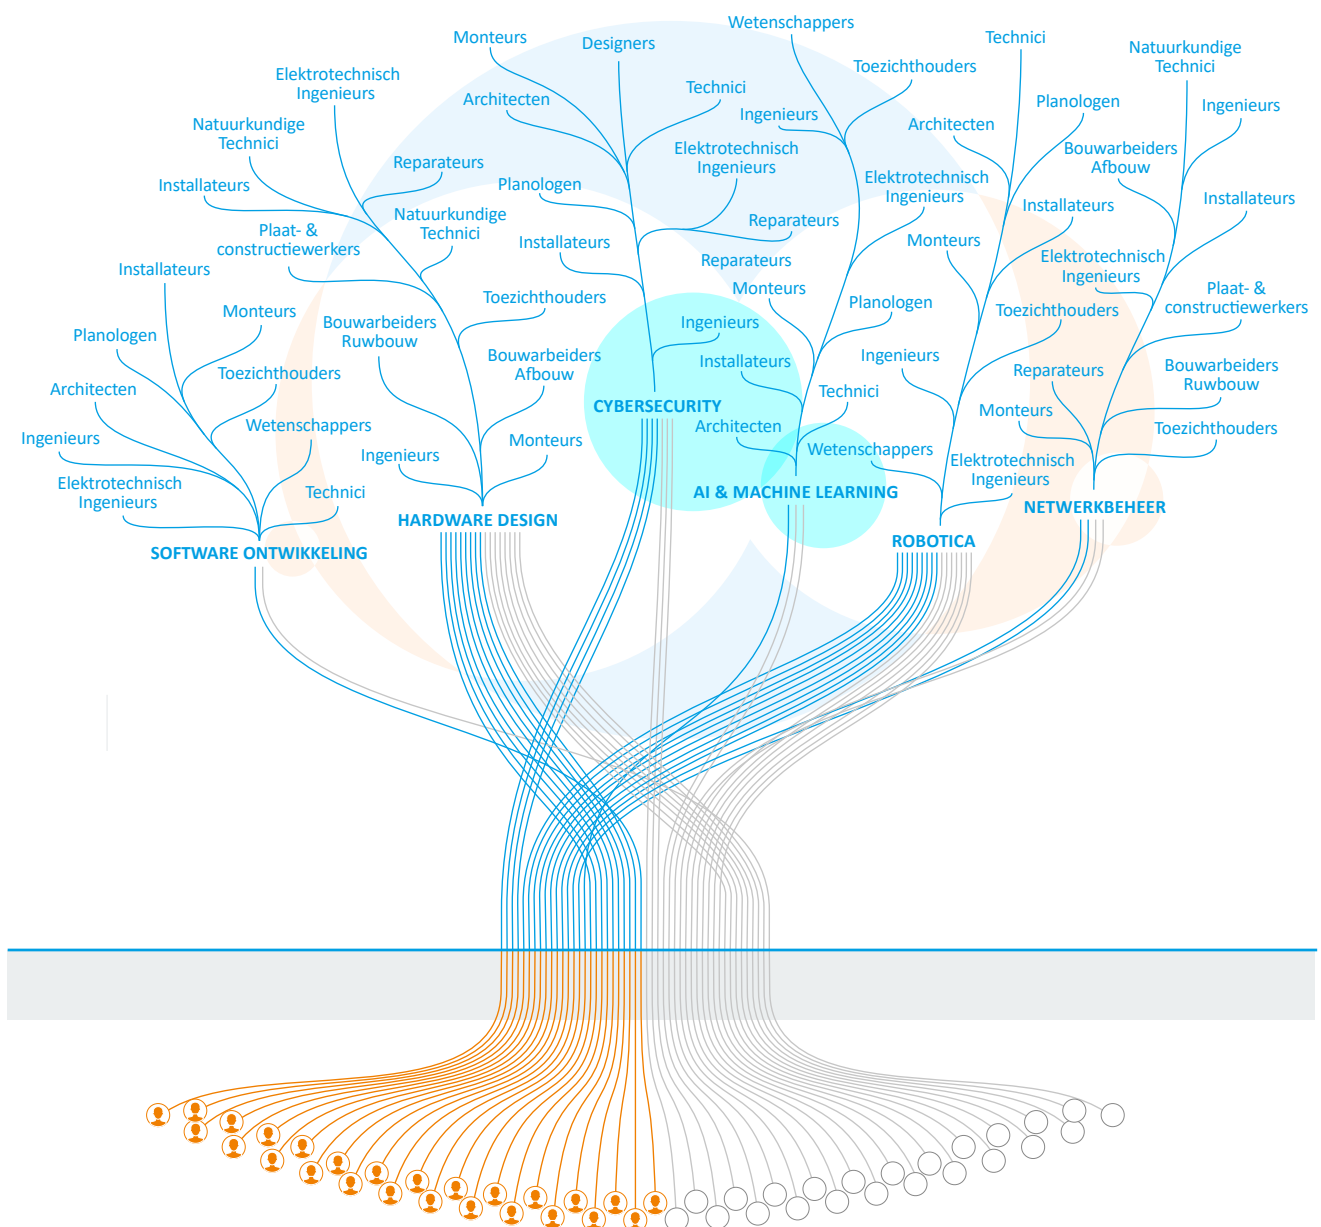 Elektrotechnisch
Ingenieurs
Ingenieurs
Architecten
Planologen
Installateurs
Monteurs
Toezichthouders
Wetenschappers
Technici
SOFTWARE ONTWIKKELING
Ingenieurs
Bouwarbeiders
Ruwbouw
Plaat- &
constructiewerkers
Installateurs
Natuurkundige
Technici
Elektrotechnisch
Ingenieurs
Reparateurs
Natuurkundige
Technici
Toezichthouders
Bouwarbeiders
Afbouw
Monteurs
HARDWARE DESIGN
Installateurs
Planologen
Architecten
Monteurs
Designers
Technici
Elektrotechnisch
Ingenieurs
Reparateurs
Ingenieurs
CYBERSECURITY
Architecten
Installateurs
Monteurs
Reparateurs
Ingenieurs
Wetenschappers
Toezichthouders
Elektrotechnisch
Ingenieurs
Planologen
Technici
AI & MACHINE LEARNING
Wetenschappers
Ingenieurs
Monteurs
Architecten
Technici
Planologen
Installateurs
Toezichthouders
Elektrotechnisch
Ingenieurs
ROBOTICA
Monteurs
Reparateurs
Elektrotechnisch
Ingenieurs
Bouwarbeiders
Afbouw
Natuurkundige
Technici
Ingenieurs
Installateurs
Plaat- &
constructiewerkers
Bouwarbeiders
Ruwbouw
Toezichthouders
NETWERKBEHEER